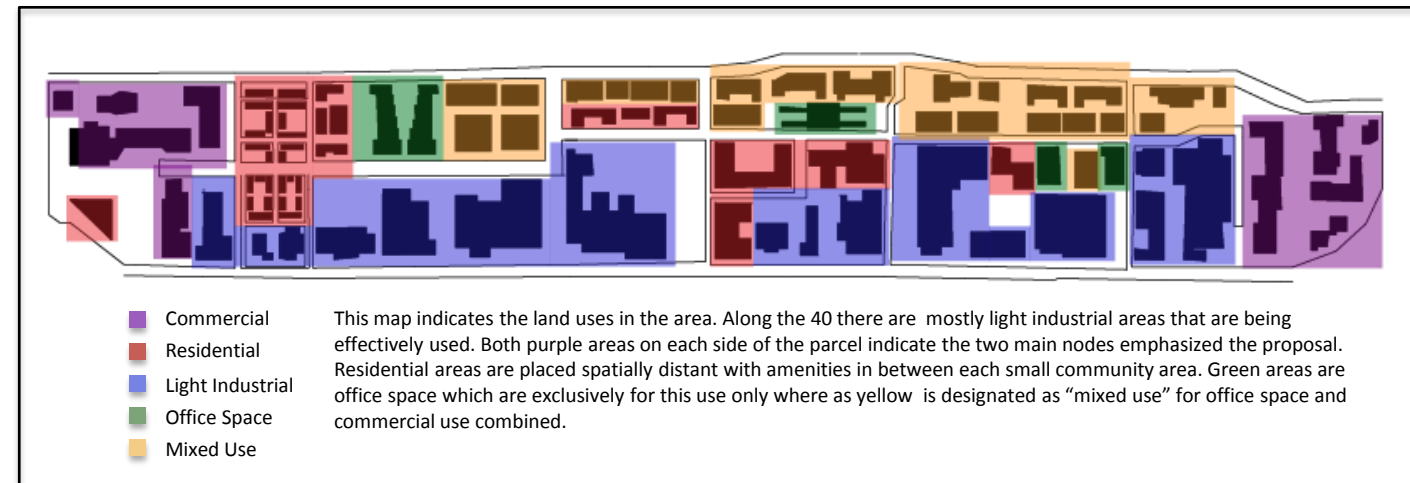 Commercial
Residential
Light Industrial
Office Space
Mixed Use
This map indicates the land uses in the area. Along the 40 there are  mostly light industrial areas that are being
effectively used. Both purple areas on each side of the parcel indicate the two main nodes emphasized the proposal.
Residential areas are placed spatially distant with amenities in between each small community area. Green areas are
office space which are exclusively for this use only where as yellow  is designated as “mixed use” for office space and
commercial use combined.